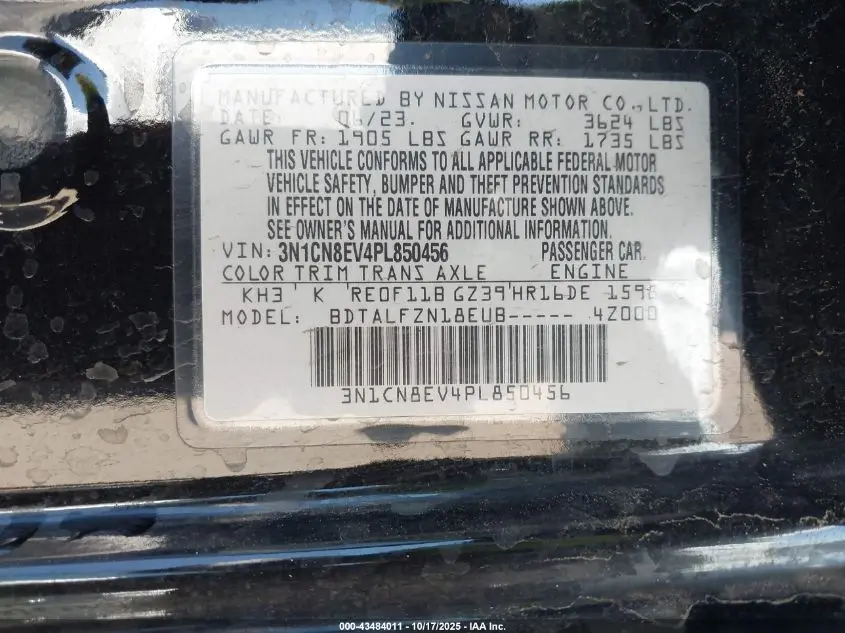 MANUFACTURED BY NISSAN MOTOR CO., LTD.
DATE: 06/23. GVWR: 3624 LBS
GAWR FR: 1905 LBS GAWR RR: 1735 LBS
THIS VEHICLE CONFORMS TO ALL APPLICABLE FEDERAL MOTOR
VEHICLE SAFETY, BUMPER AND THEFT PREVENTION STANDARDS
IN EFFECT ON THE DATE OF MANUFACTURE SHOWN ABOVE.
SEE OWNER'S MANUAL FOR ADDITIONAL INFORMATION.
VIN: 3N1CN8EV4PL850456 PASSENGER CAR.
COLOR TRIM TRANS AXLE ENGINE
KH3 K RE0F11B GZ39 HR16DE
MODEL: BDTALFZN18EUB----- 4Z000
3N1CN8EV4PL850456
000-43484011 - 10/17/2025 - IAA Inc.